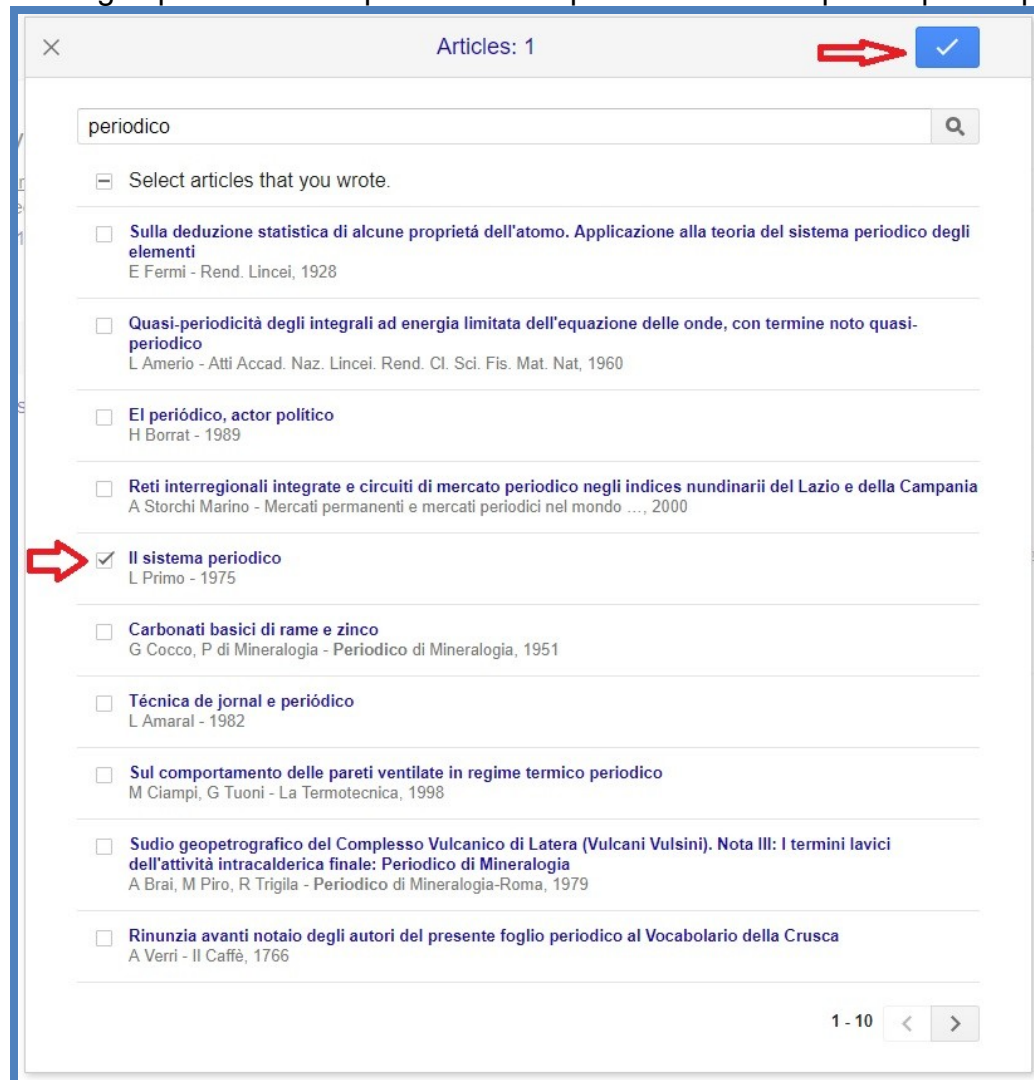 Articles: 1
periodico
Select articles that you wrote.
Sulla deduzione statistica di alcune proprietá dell'atomo. Applicazione alla teoria del sistema periodico degli
elementi
E Fermi - Rend. Lincei, 1928
Quasi-periodicità degli integrali ad energia limitata dell'equazione delle onde, con termine noto quasi-
periodico
L Amerio - Atti Accad. Naz. Lincei. Rend. Cl. Sci. Fis. Mat. Nat, 1960
El periódico, actor político
H Borrat - 1989
Reti interregionali integrate e circuiti di mercato periodico negli indices nundinarii del Lazio e della Campania
A Storchi Marino - Mercati permanenti e mercati periodici nel mondo …, 2000
Il sistema periodico
L Primo - 1975
Carbonati basici di rame e zinco
G Cocco, P di Mineralogia - Periodico di Mineralogia, 1951
Técnica de jornal e periódico
L Amaral - 1982
Sul comportamento delle pareti ventilate in regime termico periodico
M Ciampi, G Tuoni - La Termotecnica, 1998
Sudio geopetrografico del Complesso Vulcanico di Latera (Vulcani Vulsini). Nota III: I termini lavici
dell'attività intracalderica finale: Periodico di Mineralogia
A Brai, M Piro, R Trigila - Periodico di Mineralogia-Roma, 1979
Rinunzia avanti notaio degli autori del presente foglio periodico al Vocabolario della Crusca
A Verri - Il Caffè, 1766
1 - 10